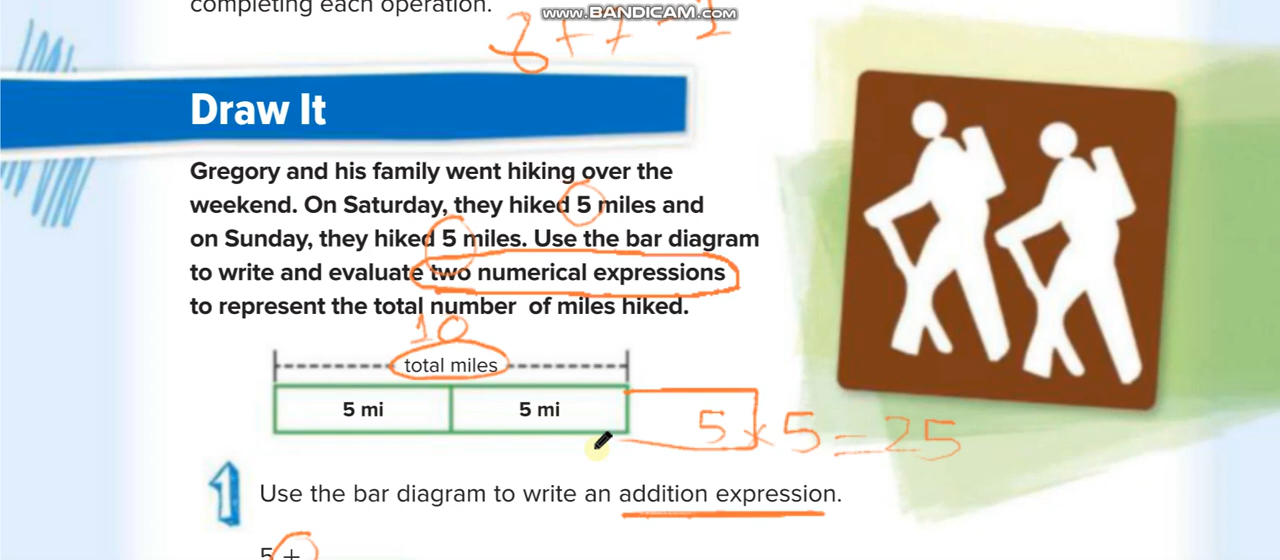 completing each operation.
WWW.BANDICAM.COM
Draw It
Gregory and his family went hiking over the
weekend. On Saturday, they hiked 5 miles and
on Sunday, they hiked 5 miles. Use the bar diagram
to write and evaluate two numerical expressions
to represent the total number of miles hiked.
10
total miles
5 mi 5 mi 5 × 5 = 25
1 Use the bar diagram to write an addition expression.
5 +